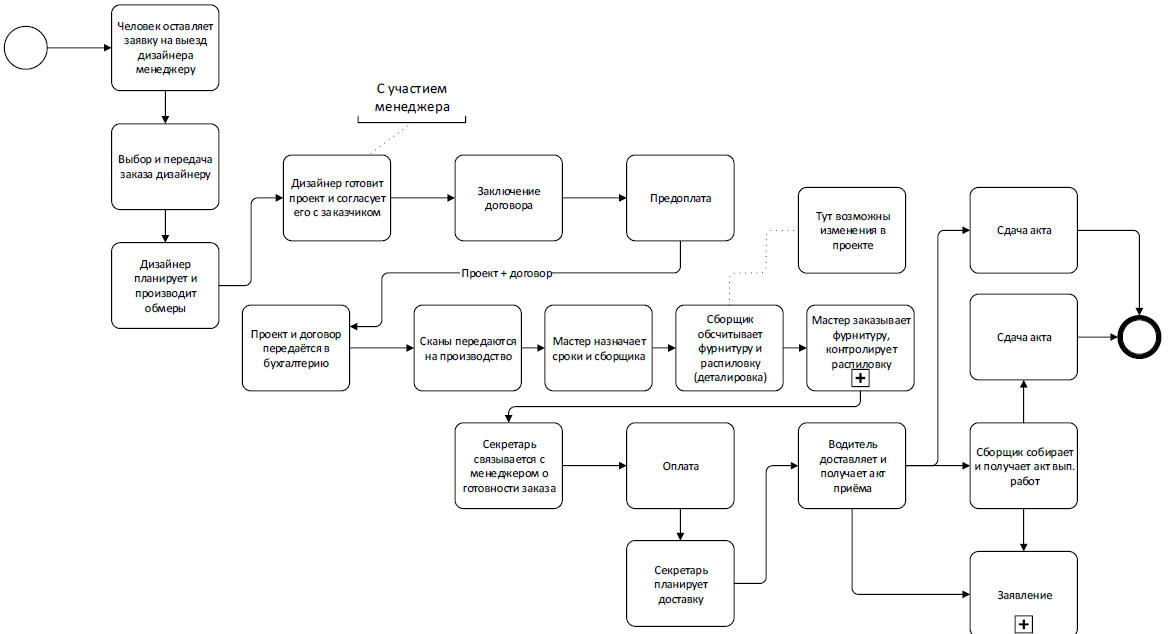 Человек оставляет
заявку на выезд
дизайнера
менеджеру
Выбор и передача
заказа дизайнеру
Дизайнер
планирует и
производит
обмеры
С участием
менеджера
Дизайнер готовит
проект и согласует
его с заказчиком
Заключение
договора
Предоплата
Проект + договор
Проект и договор
передаётся в
бухгалтерию
Сканы передаются
на производство
Мастер назначает
сроки и сборщика
Сборщик
обсчитывает
фурнитуру и
распиловку
(деталировка)
Тут возможны
изменения в
проекте
Мастер заказывает
фурнитуру,
контролирует
распиловку
Секретарь
связывается с
менеджером о
готовности заказа
Оплата
Секретарь
планирует
доставку
Водитель
доставляет и
получает акт
приёма
Сдача акта
Сдача акта
Сборщик собирает
и получает акт вып.
работ
Заявление